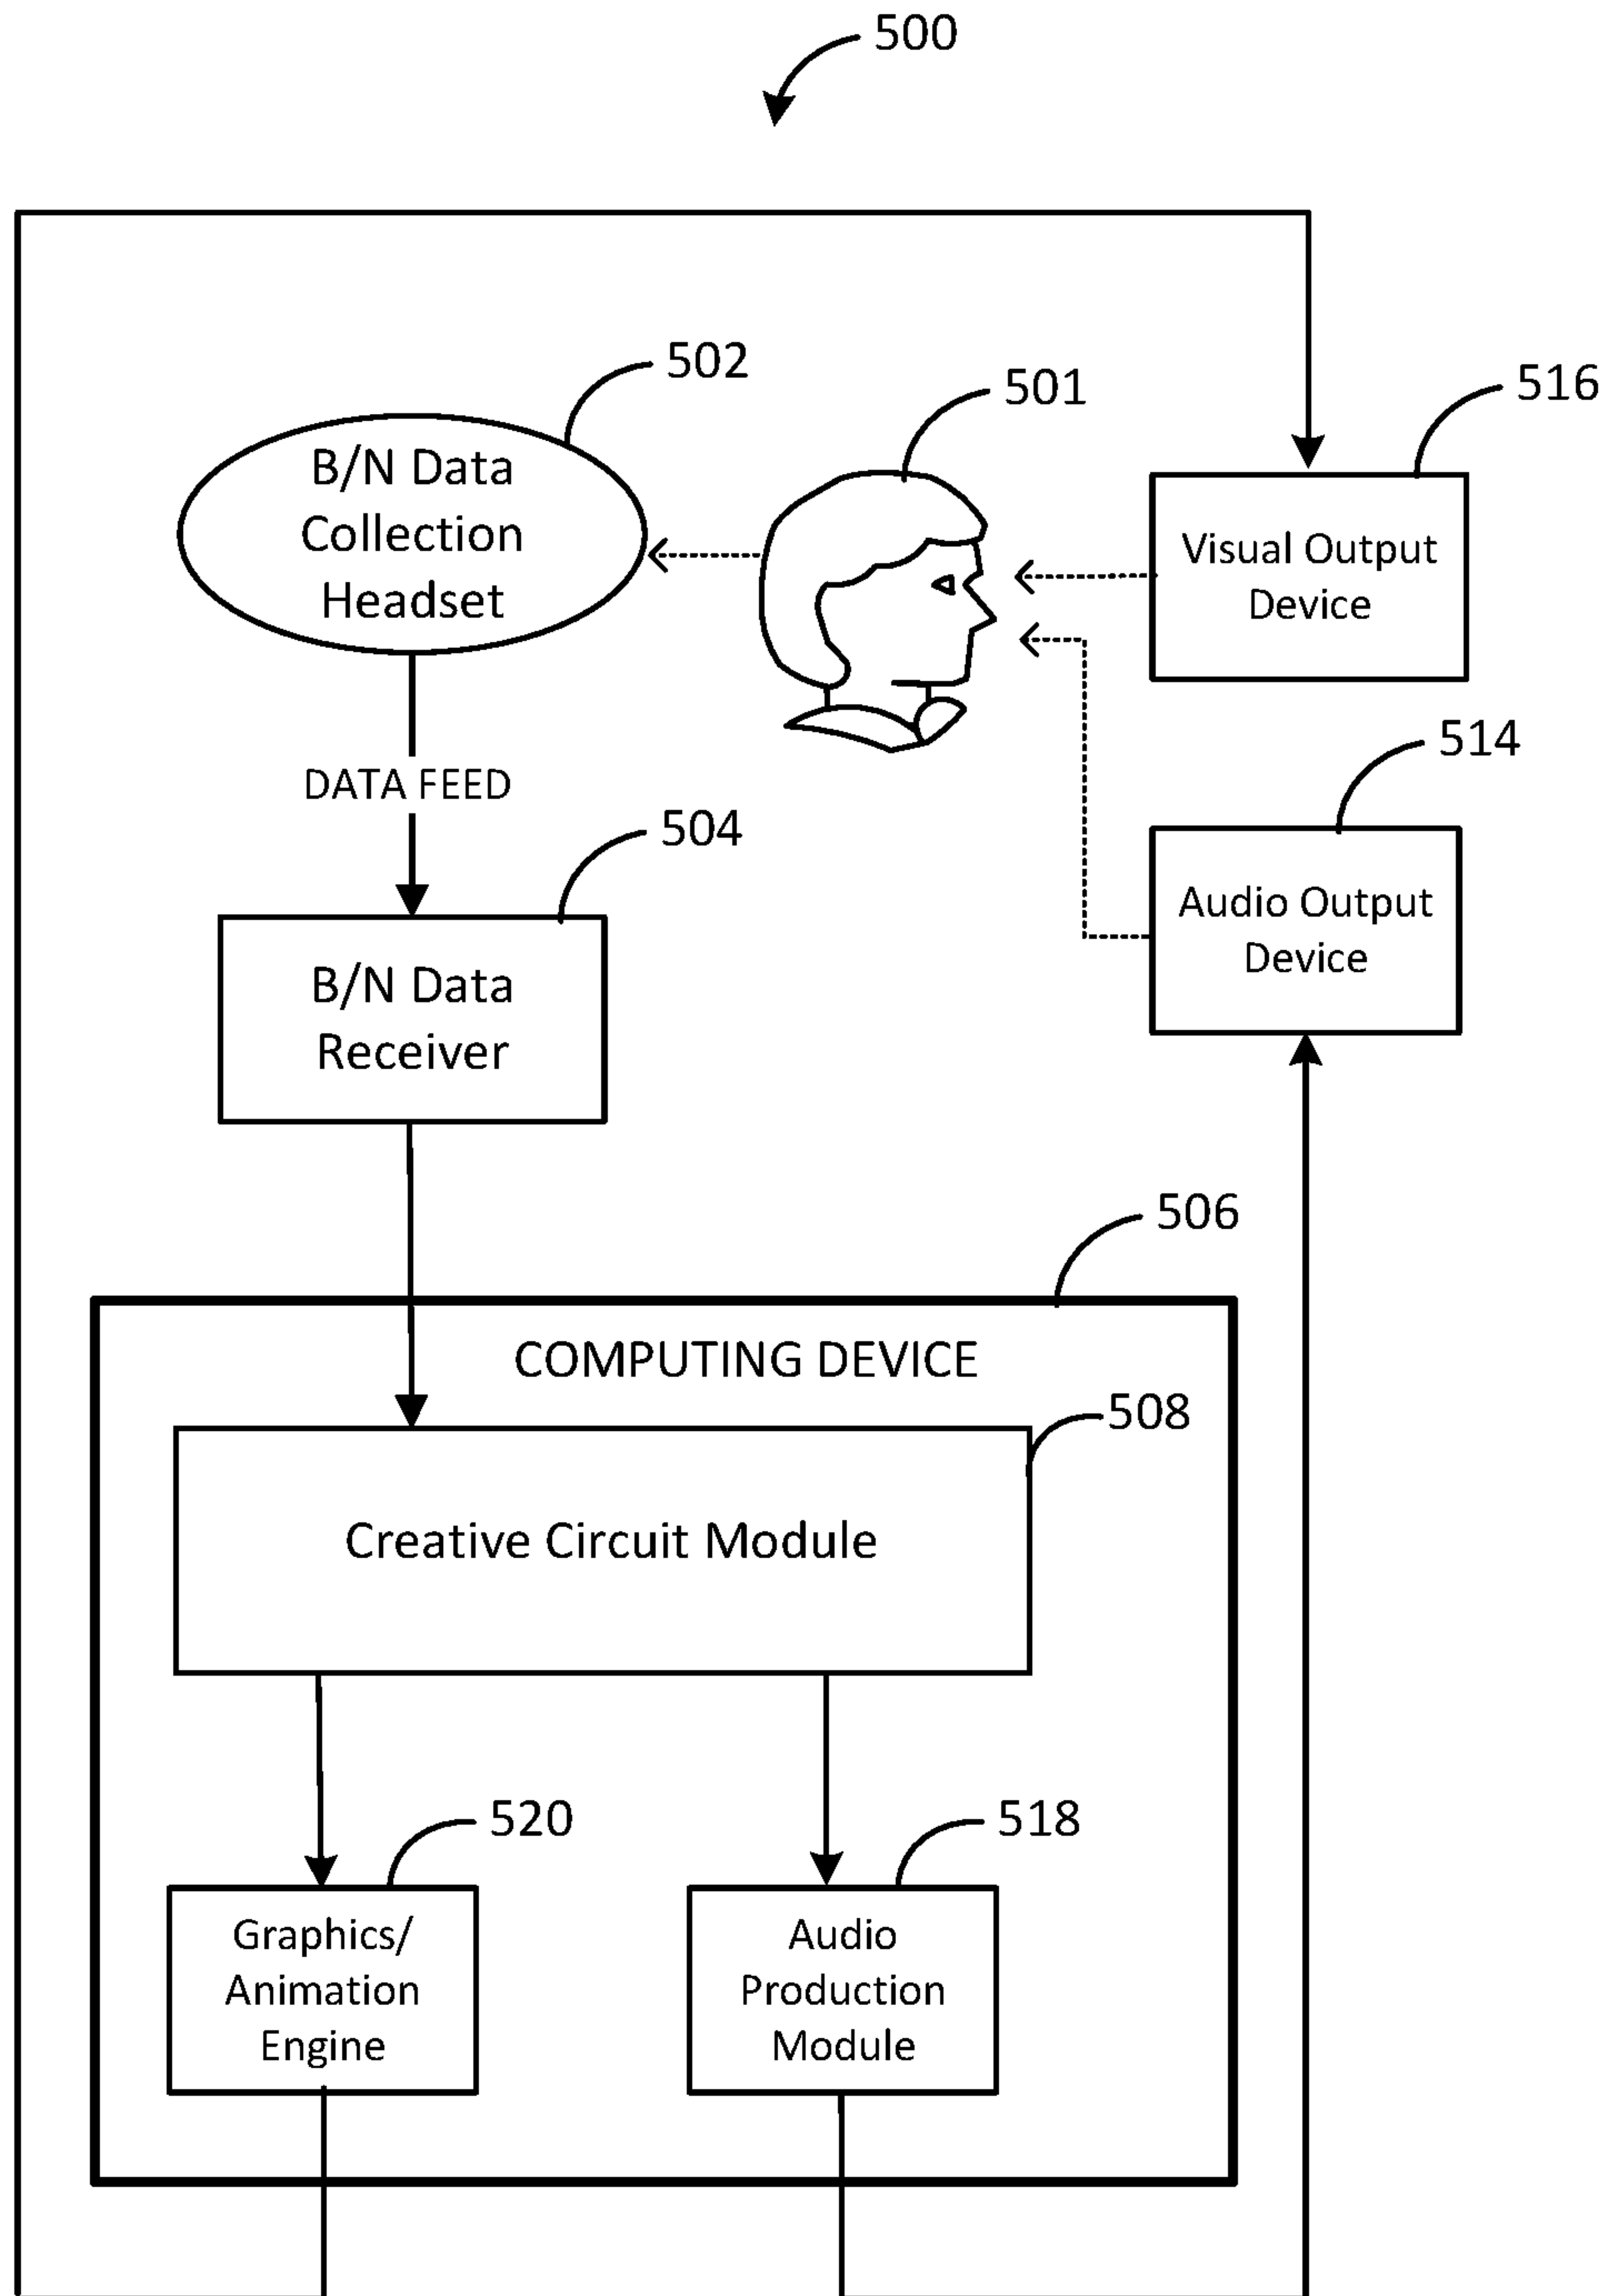 500
502
501
516
B/N Data
Collection
Headset
Visual Output
Device
514
DATA FEED
504
Audio Output
Device
B/N Data
Receiver
506
COMPUTING DEVICE
508
Creative Circuit Module
520
518
Graphics/
Animation
Engine
Audio
Production
Module